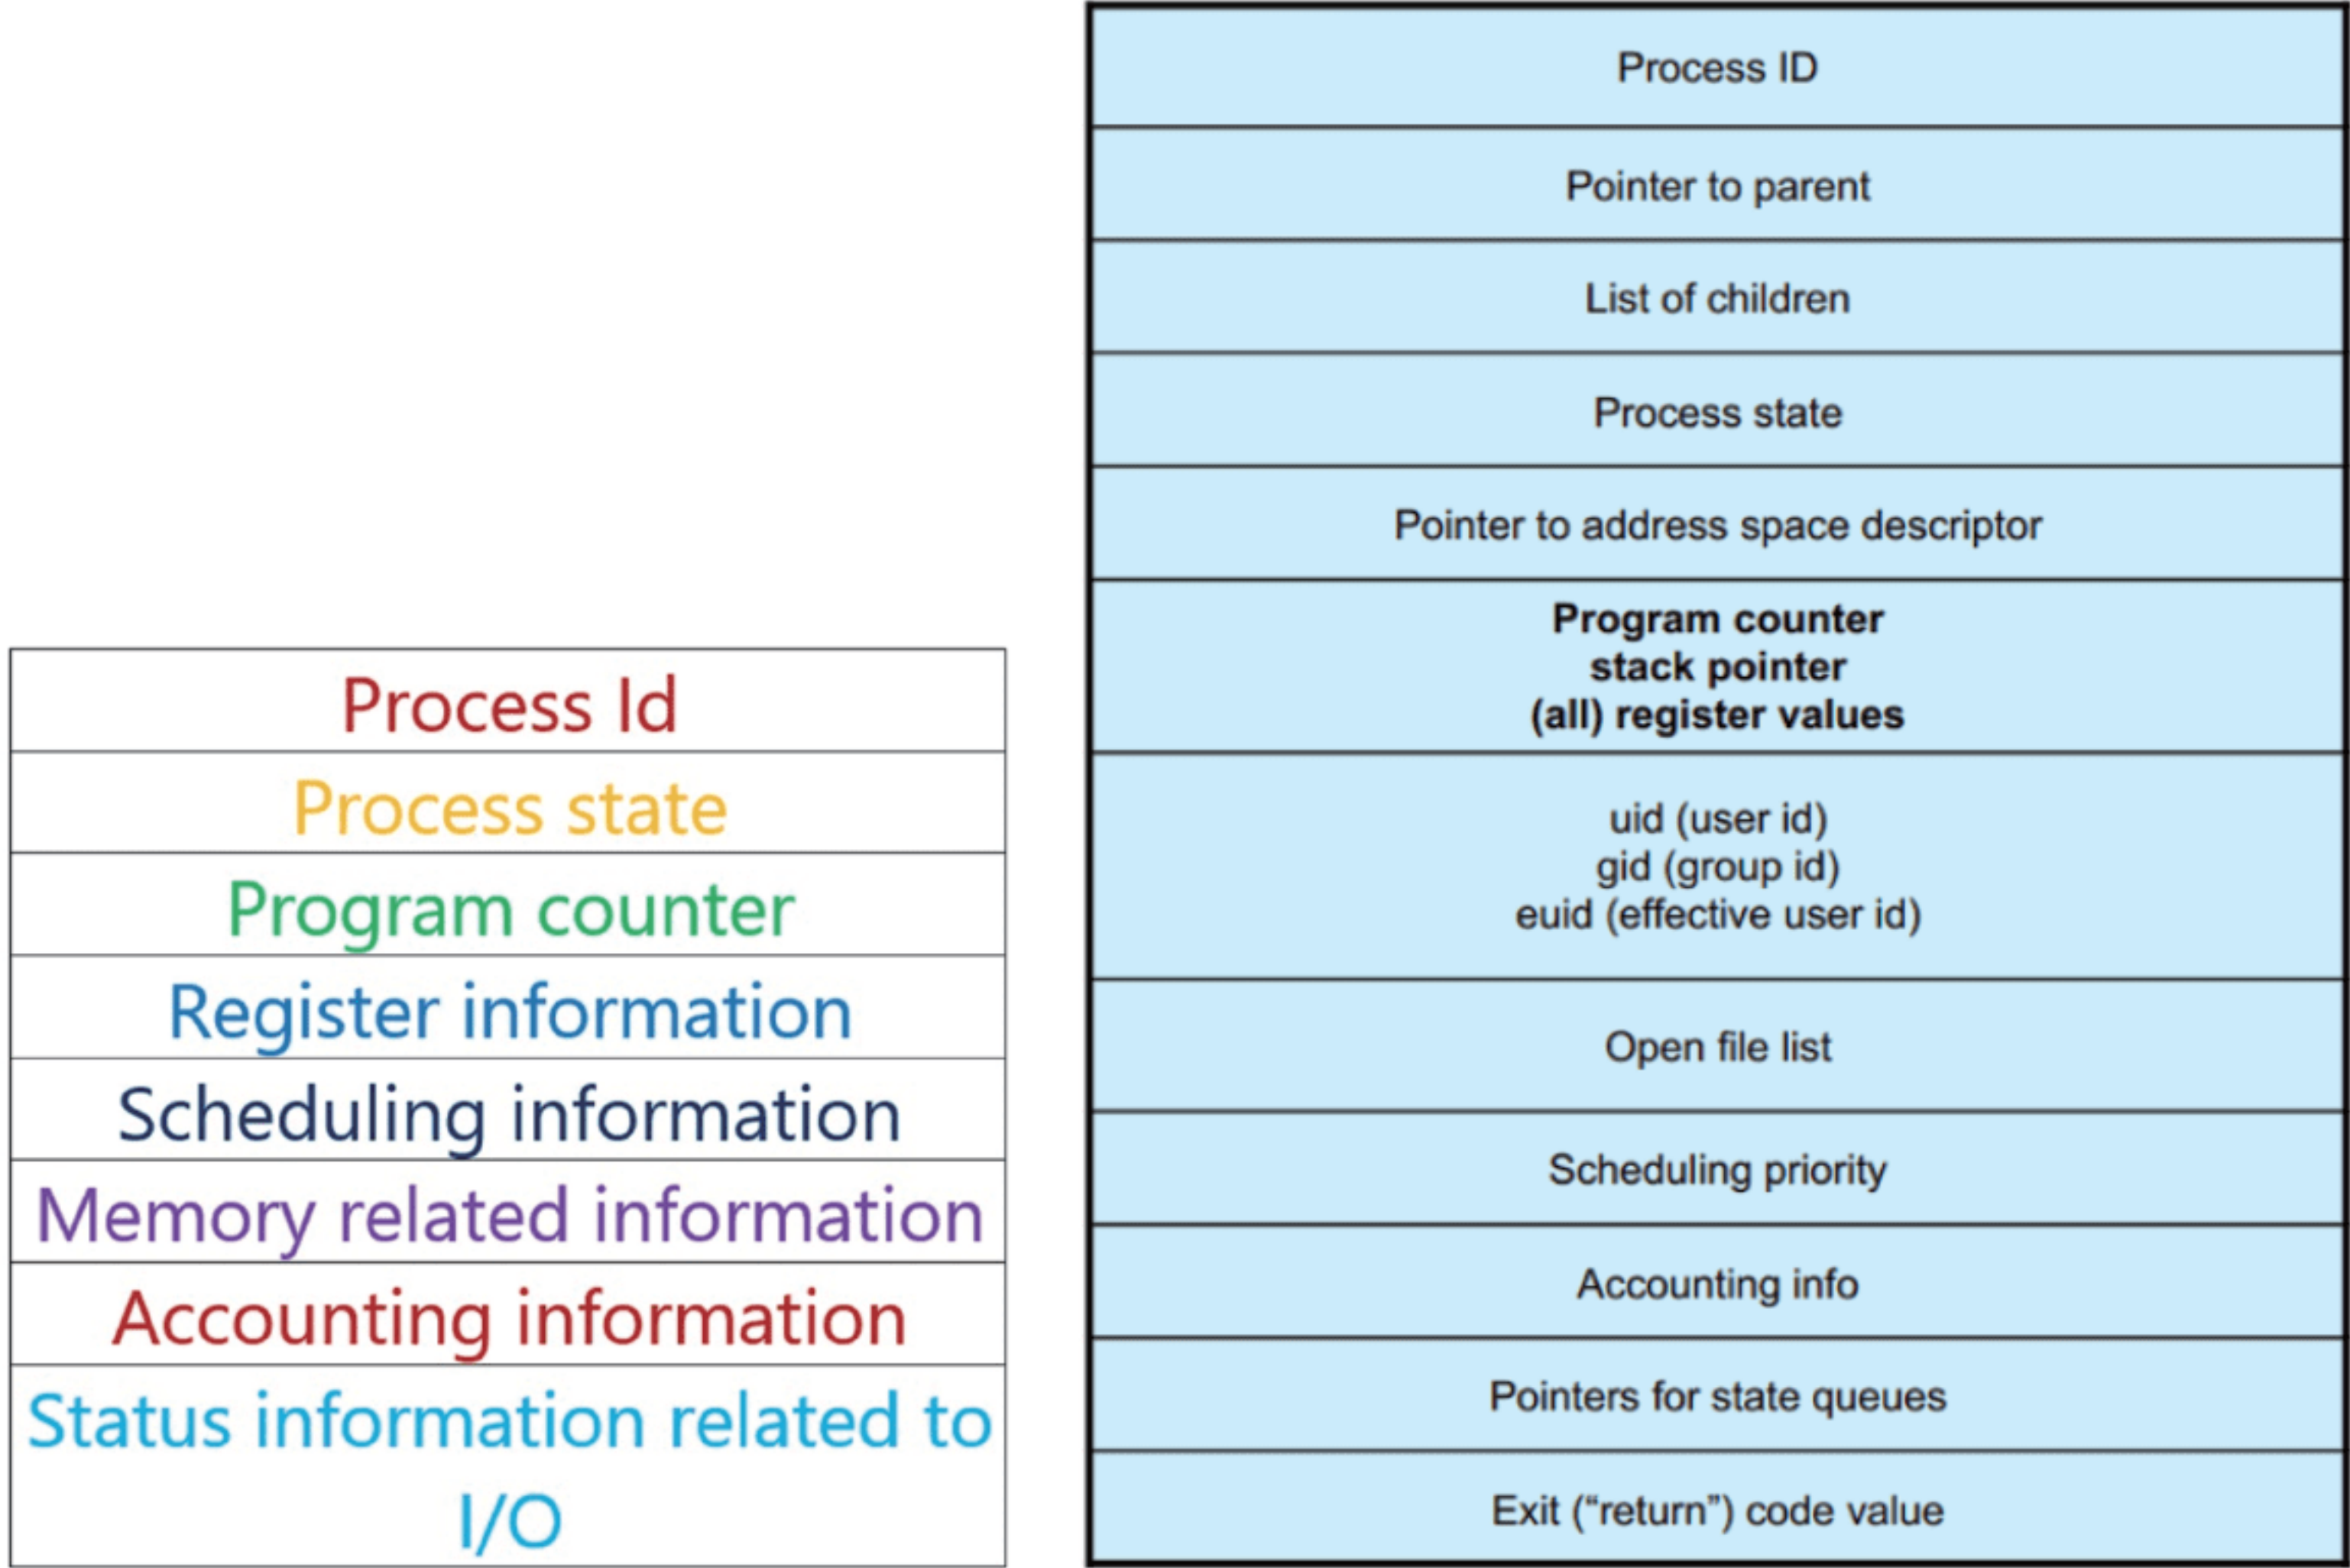 Process Id
Process state
Program counter
Register information
Scheduling information
Memory related information
Accounting information
Status information related to
I/O
Process ID
Pointer to parent
List of children
Process state
Pointer to address space descriptor
Program counter
stack pointer
(all) register values
uid (user id)
gid (group id)
euid (effective user id)
Open file list
Scheduling priority
Accounting info
Pointers for state queues
Exit (“return”) code value